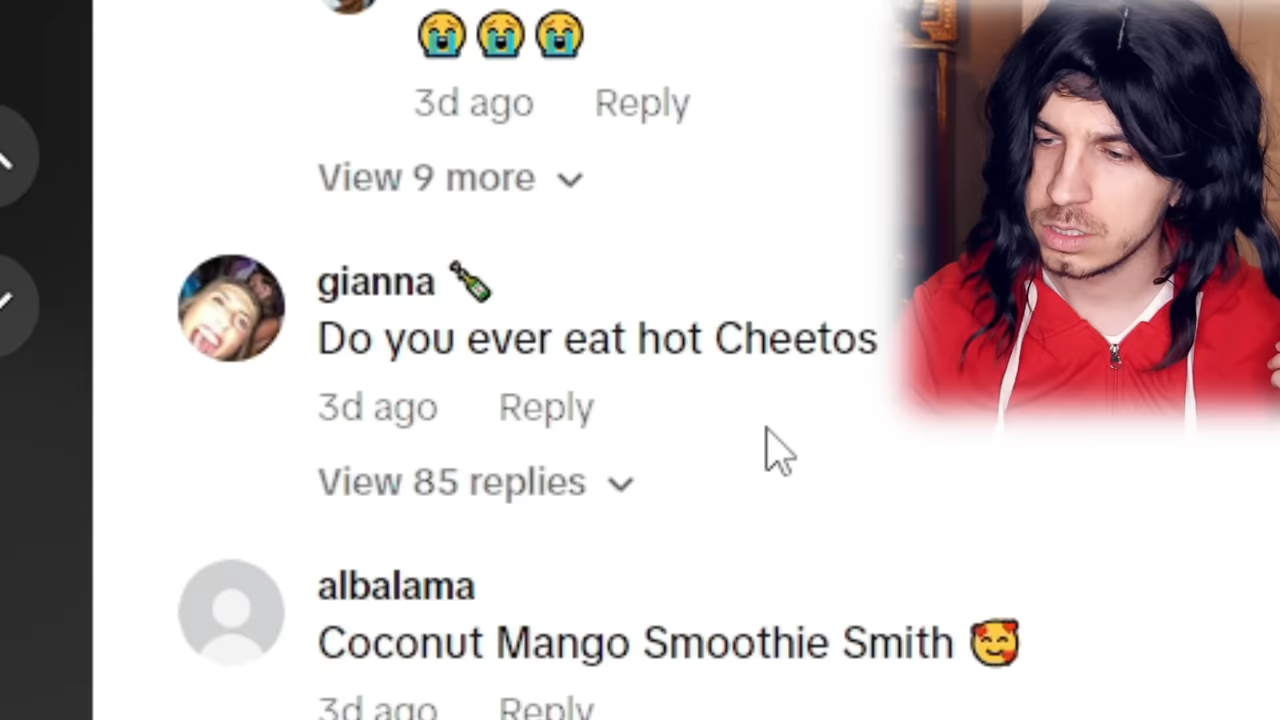 😭😭😭
3d ago Reply
View 9 more
gianna 🍾
Do you ever eat hot Cheetos
3d ago Reply
View 85 replies
albalama
Coconut Mango Smoothie Smith 🥰
3d ago Reply